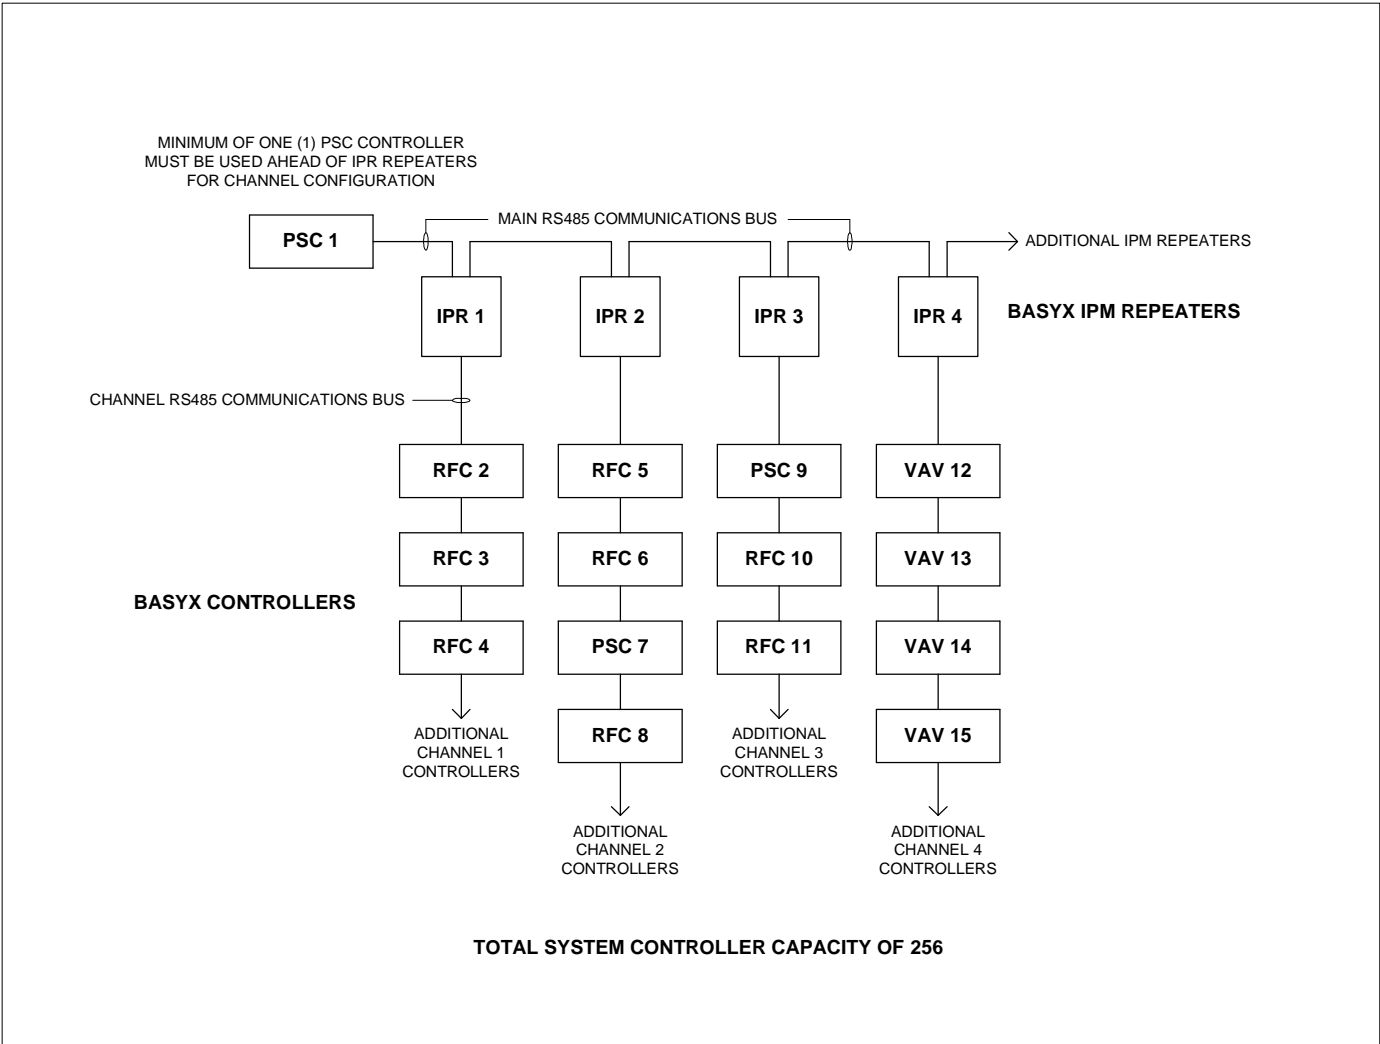 MINIMUM OF ONE (1) PSC CONTROLLER
MUST BE USED AHEAD OF IPR REPEATERS
FOR CHANNEL CONFIGURATION
MAIN RS485 COMMUNICATIONS BUS
PSC 1
ADDITIONAL IPM REPEATERS
IPR 1
IPR 2
IPR 3
IPR 4
BASYX IPM REPEATERS
CHANNEL RS485 COMMUNICATIONS BUS
RFC 2
RFC 5
PSC 9
VAV 12
RFC 3
RFC 6
RFC 10
VAV 13
BASYX CONTROLLERS
RFC 4
PSC 7
RFC 11
VAV 14
ADDITIONAL
CHANNEL 1
CONTROLLERS
RFC 8
ADDITIONAL
CHANNEL 3
CONTROLLERS
VAV 15
ADDITIONAL
CHANNEL 2
CONTROLLERS
ADDITIONAL
CHANNEL 4
CONTROLLERS
TOTAL SYSTEM CONTROLLER CAPACITY OF 256